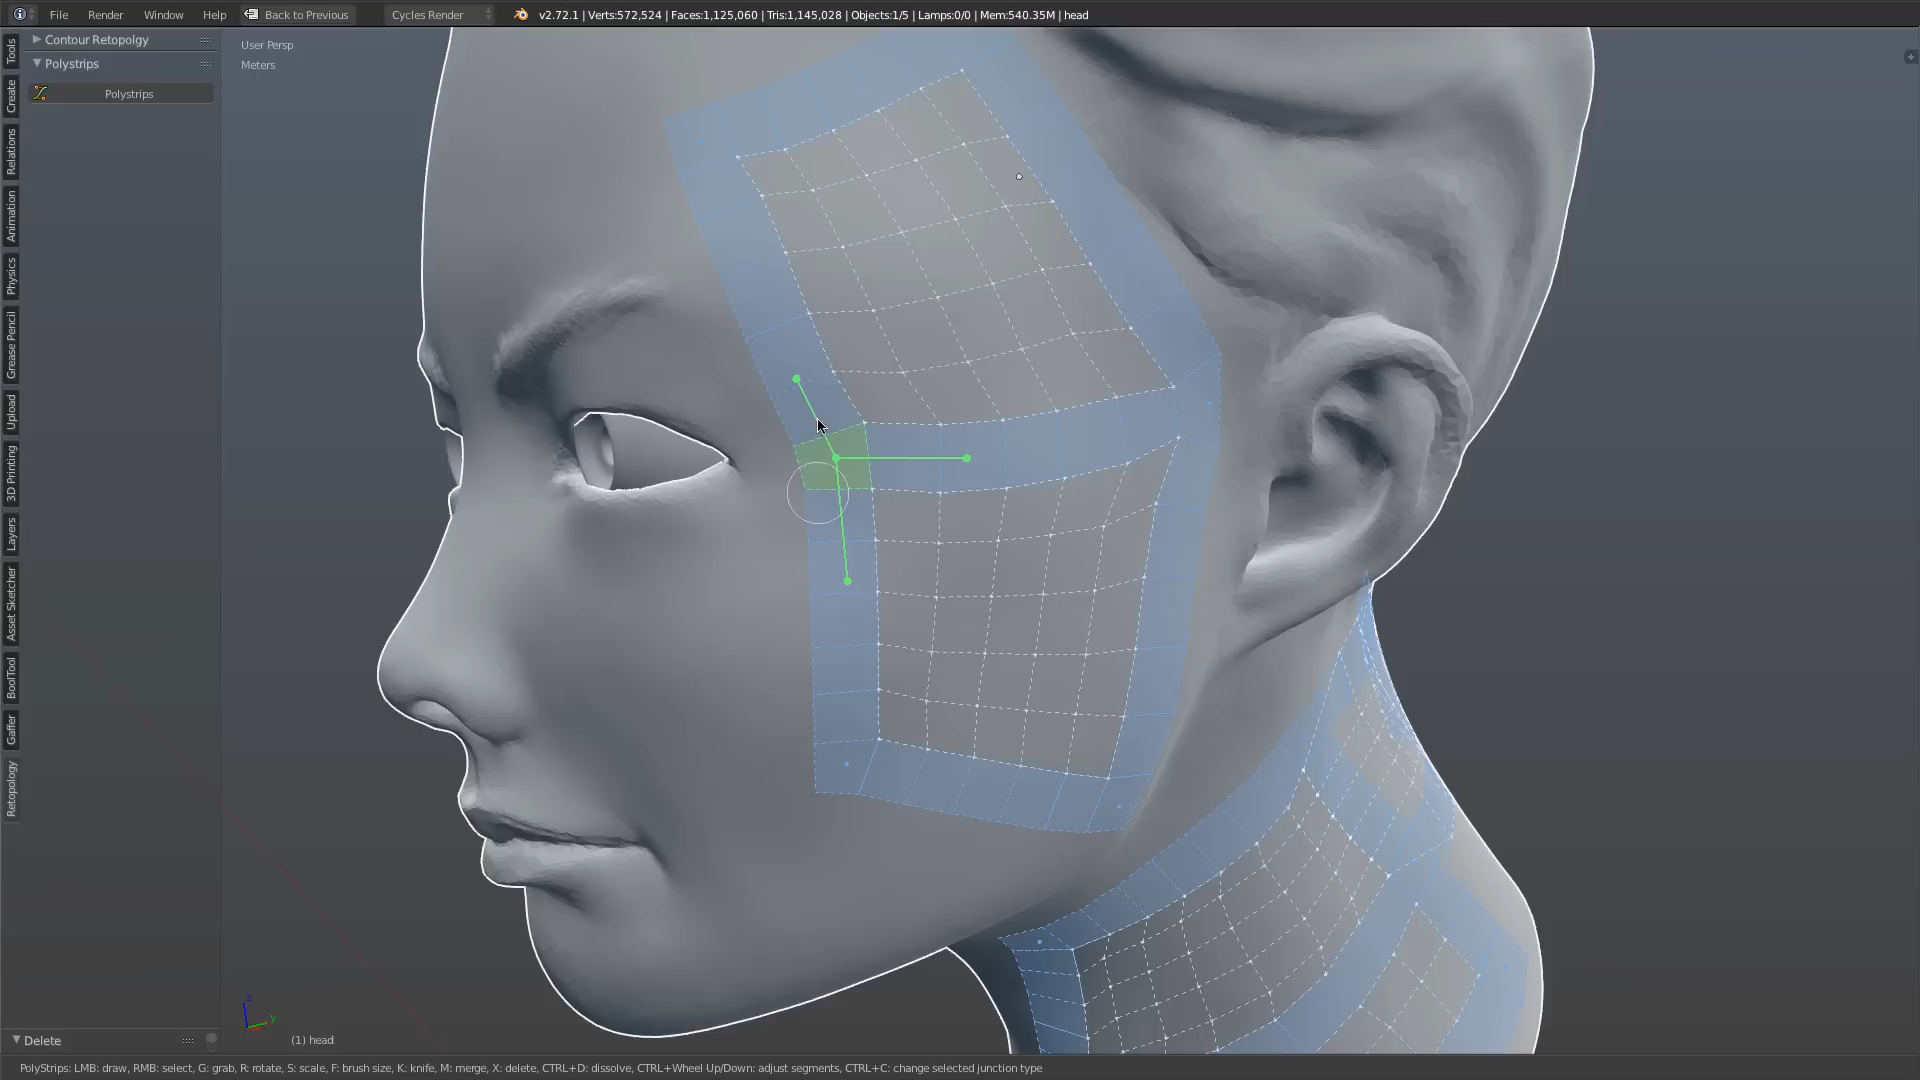 File Render Window Help Back to Previous Cycles Render v2.72.1 | Verts:572,524 | Faces:1,125,060 | Tris:1,145,028 | Objects:1/5 | Lamps:0/0 | Mem:540.35M | head
Contour Retopolgy
Polystrips
Polystrips
User Persp
Meters
Tools
Create
Relations
Animation
Physics
Grease Pencil
Upload
3D Printing
Layers
Asset Sketcher
BoolTool
Gaffer
Retopology
z
y
Delete
(1) head
PolyStrips: LMB: draw, RMB: select, G: grab, R: rotate, S: scale, F: brush size, K: knife, M: merge, X: delete, CTRL+D: dissolve, CTRL+Wheel Up/Down: adjust segments, CTRL+C: change selected junction type